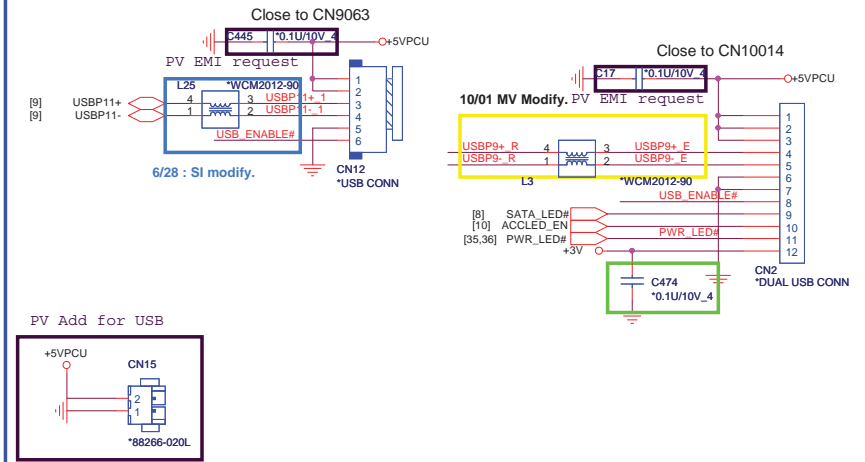 Close to CN9063
C445 *0.1U/10V_4
+5VPCU
PV EMI request
L25 *WCM2012-90
[9] USBP11+ 4 3 USBP11+_1
[9] USBP11- 1 2 USBP11-_1
USB_ENABLE#
1
2
3
4
5
6
6/28 : SI modify.
CN12
*USB CONN
Close to CN10014
C17 *0.1U/10V_4
+5VPCU
10/01 MV Modify. PV EMI request
USBP9+_R 4 3 USBP9+_E
USBP9-_R 1 2 USBP9-_E
L3 *WCM2012-90
USB_ENABLE#
[8] SATA_LED#
[10] ACCLED_EN
[35,36] PWR_LED# PWR_LED#
+3V
1
2
3
4
5
6
7
8
9
10
11
12
CN2
*DUAL USB CONN
C474
*0.1U/10V_4
PV Add for USB
+5VPCU
CN15
2
1
*88266-020L